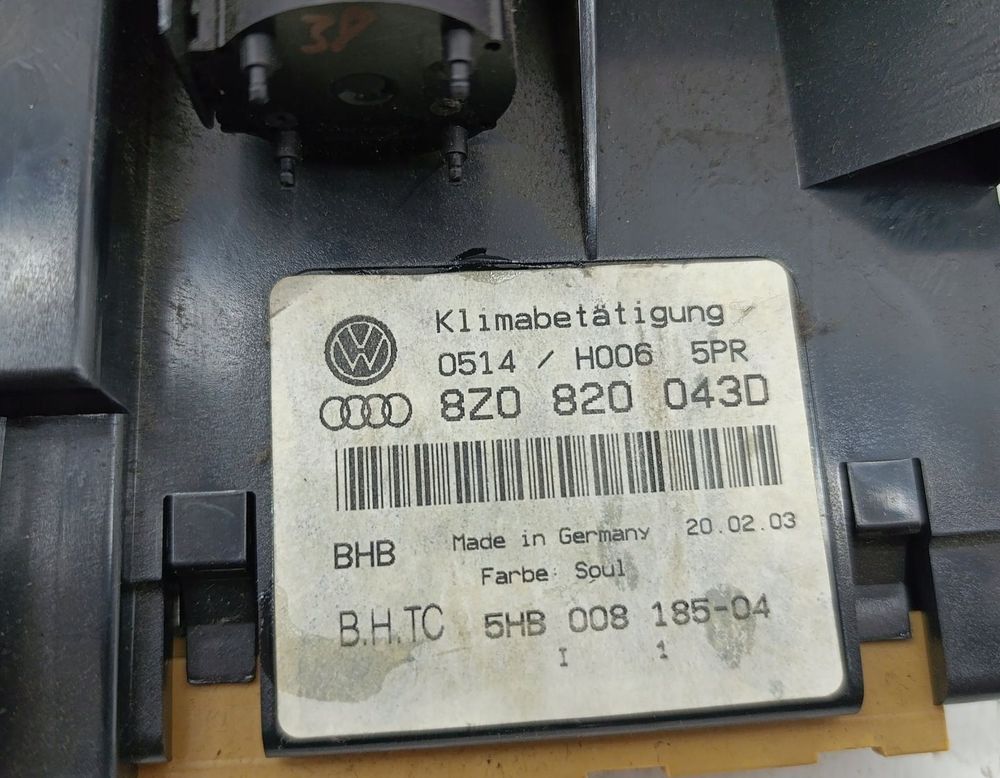 38
Klimabetätigung
0514 / H006 5PR
8Z0 820 043D
BHB Made in Germany 20.02.03
Farbe: Soul
B.H.TC 5HB 008 185-04
I 1